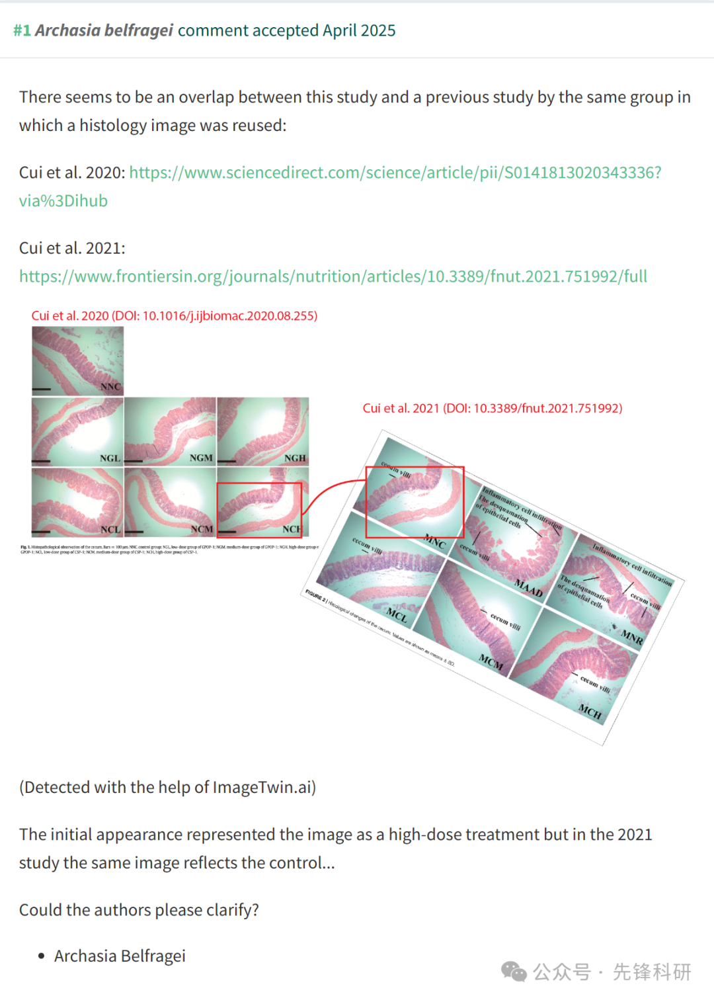 #1 Archasia belfragei comment accepted April 2025
There seems to be an overlap between this study and a previous study by the same group in
which a histology image was reused:
Cui et al. 2020: https://www.sciencedirect.com/science/article/pii/S0141813020343336?
via%3Dihub
Cui et al. 2021:
https://www.frontiersin.org/journals/nutrition/articles/10.3389/fnut.2021.751992/full
Cui et al. 2020 (DOI: 10.1016/j.ijbiomac.2020.08.255)
NNC
NGL
NGM
NGH
NCL
NCM
NCH
Fig. 1. Histopathological observation of the cecum. Bars = 100 μm. NNC, control group; NGL, low-dose group of GPOP-1; NGM, medium-dose group of GPOP-1; NGH, high-dose group o
GPOP-1; NCL, low-dose group of CSP-1; NCM, medium-dose group of CSP-1; NCH, high-dose group of CSP-1.
Cui et al. 2021 (DOI: 10.3389/fnut.2021.751992)
cecum villi
MNC
Inflammatory cell infiltration
The desquamation
of epithelial cells
cecum villi
MAAD
Inflammatory cell infiltration
The desquamation
of epithelial cells
cecum villi
MNR
cecum villi
MCL
cecum villi
MCM
cecum villi
MCH
FIGURE 2 | Histological changes of the cecum. Values are shown as means ± SD.
(Detected with the help of ImageTwin.ai)
The initial appearance represented the image as a high-dose treatment but in the 2021
study the same image reflects the control...
Could the authors please clarify?
• Archasia Belfragei
公众号 · 先锋科研